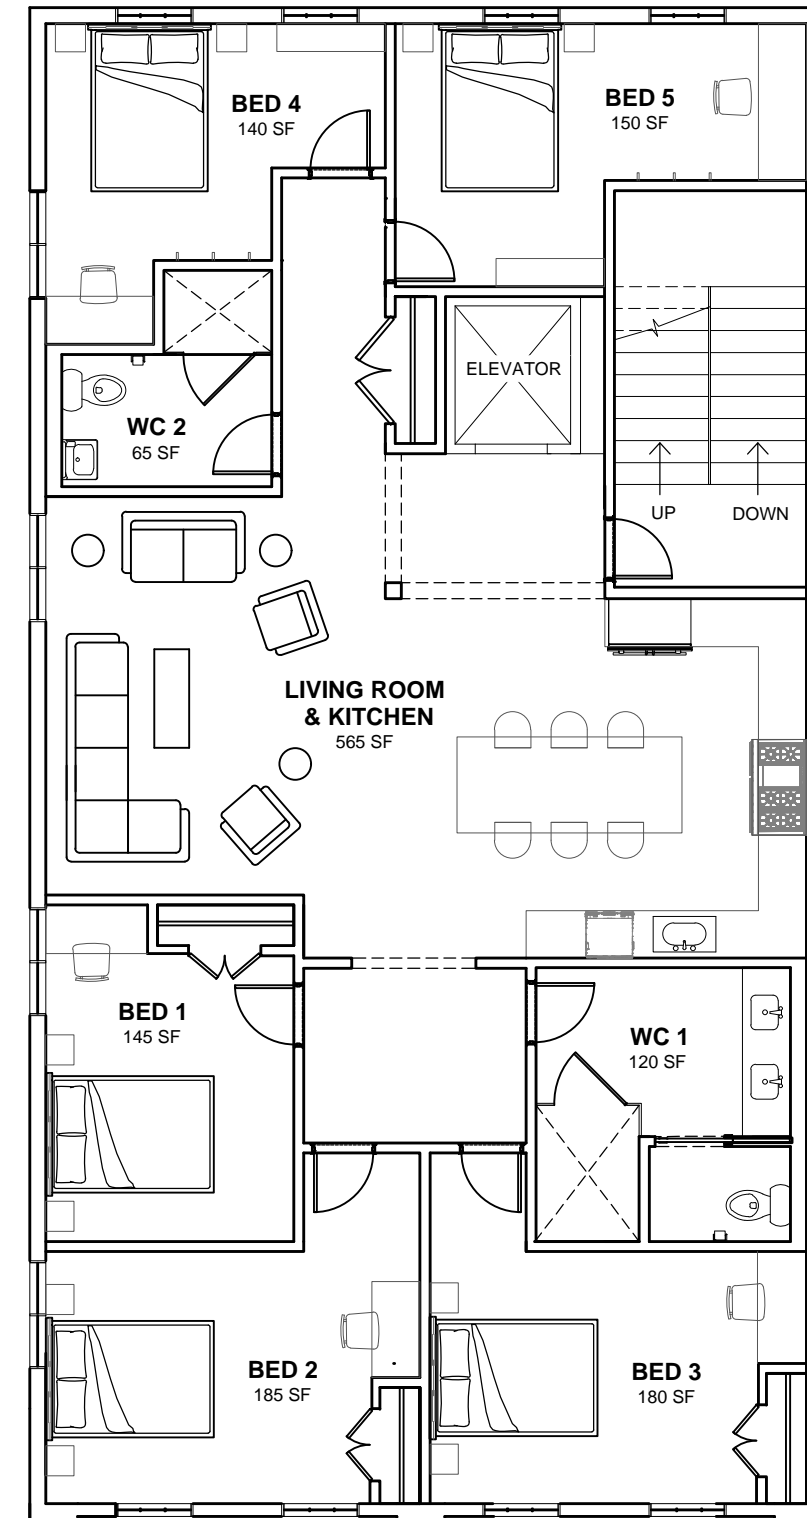 BED 4
140 SF
BED 5
150 SF
ELEVATOR
WC 2
65 SF
UP
DOWN
LIVING ROOM
& KITCHEN
565 SF
BED 1
145 SF
WC 1
120 SF
BED 2
185 SF
BED 3
180 SF